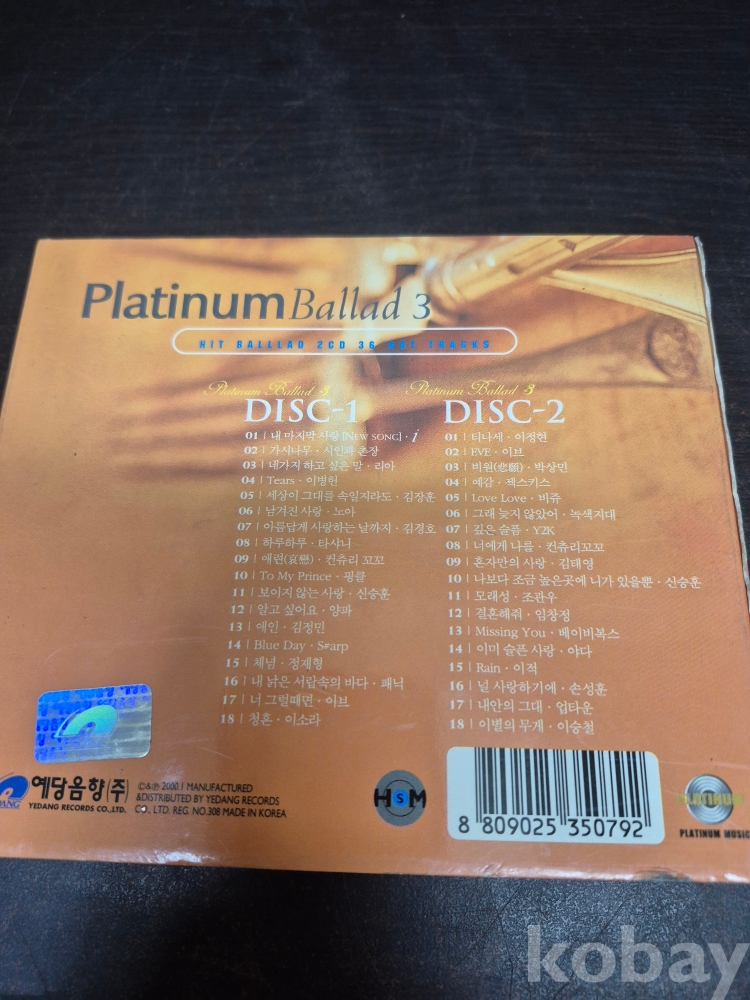 Platinum Ballad 3
HIT BALLLAD 2CD 36 TRACKS
Platinum Ballad 3
DISC-1
01 | 내 마지막 사랑 [NEW SONG] · i
02 | 가시나무 · 시인과 촌장
03 | 네가지 하고 싶은 말 · 리아
04 | Tears · 이병헌
05 | 세상이 그대를 속일지라도 · 김장훈
06 | 남겨진 사랑 · 노아
07 | 아름답게 사랑하는 날까지 · 김경호
08 | 하루하루 · 타샤니
09 | 애련(哀戀) · 컨츄리 꼬꼬
10 | To My Prince · 핑클
11 | 보이지 않는 사랑 · 신승훈
12 | 알고 싶어요 · 양파
13 | 애인 · 김정민
14 | Blue Day · S#arp
15 | 체념 · 정재형
16 | 내 낡은 서랍속의 바다 · 패닉
17 | 너 그럴때면 · 이브
18 | 청혼 · 이소라
Platinum Ballad 3
DISC-2
01 | 티나세 · 이정현
02 | EVE · 이브
03 | 비원(悲願) · 박상민
04 | 예감 · 젝스키스
05 | Love Love · 비쥬
06 | 그래 늦지 않았어 · 녹색지대
07 | 깊은 슬픔 · Y2K
08 | 너에게 나를 · 컨츄리꼬꼬
09 | 혼자만의 사랑 · 김태영
10 | 나보다 조금 높은곳에 니가 있을뿐 · 신승훈
11 | 모래성 · 조관우
12 | 결혼해줘 · 임창정
13 | Missing You · 베이비복스
14 | 이미 슬픈 사랑 · 야다
15 | Rain · 이적
16 | 널 사랑하기에 · 손성훈
17 | 내안의 그대 · 업타운
18 | 이별의 무게 · 이승철
예당음향(주)
YEDANG RECORDS CO.,LTD.
©&℗ 2000.1 MANUFACTURED
&DISTRIBUTED BY YEDANG RECORDS
CO., LTD. REG. NO.308 MADE IN KOREA
HSM
8 809025 350792
PLATINUM
PLATINUM MUSIC
kobay